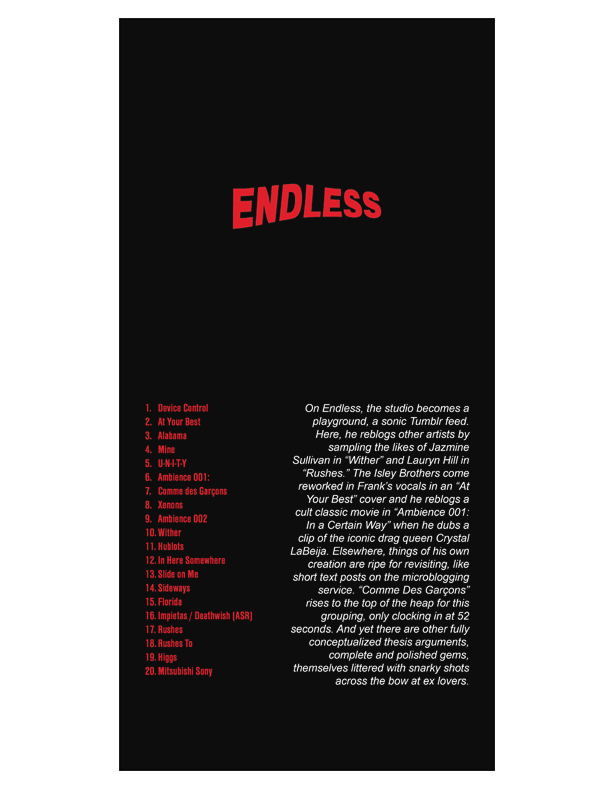 ENDLESS
1. Device Control
2. At Your Best
3. Alabama
4. Mine
5. U-N-I-T-Y
6. Ambience 001:
7. Comme des Garçons
8. Xenons
9. Ambience 002
10. Wither
11. Hublots
12. In Here Somewhere
13. Slide on Me
14. Sideways
15. Florida
16. Impietas / Deathwish (ASR)
17. Rushes
18. Rushes To
19. Higgs
20. Mitsubishi Sony
On Endless, the studio becomes a
playground, a sonic Tumblr feed.
Here, he reblogs other artists by
sampling the likes of Jazmine
Sullivan in “Wither” and Lauryn Hill in
“Rushes.” The Isley Brothers come
reworked in Frank’s vocals in an “At
Your Best” cover and he reblogs a
cult classic movie in “Ambience 001:
In a Certain Way” when he dubs a
clip of the iconic drag queen Crystal
LaBeija. Elsewhere, things of his own
creation are ripe for revisiting, like
short text posts on the microblogging
service. “Comme Des Garçons”
rises to the top of the heap for this
grouping, only clocking in at 52
seconds. And yet there are other fully
conceptualized thesis arguments,
complete and polished gems,
themselves littered with snarky shots
across the bow at ex lovers.